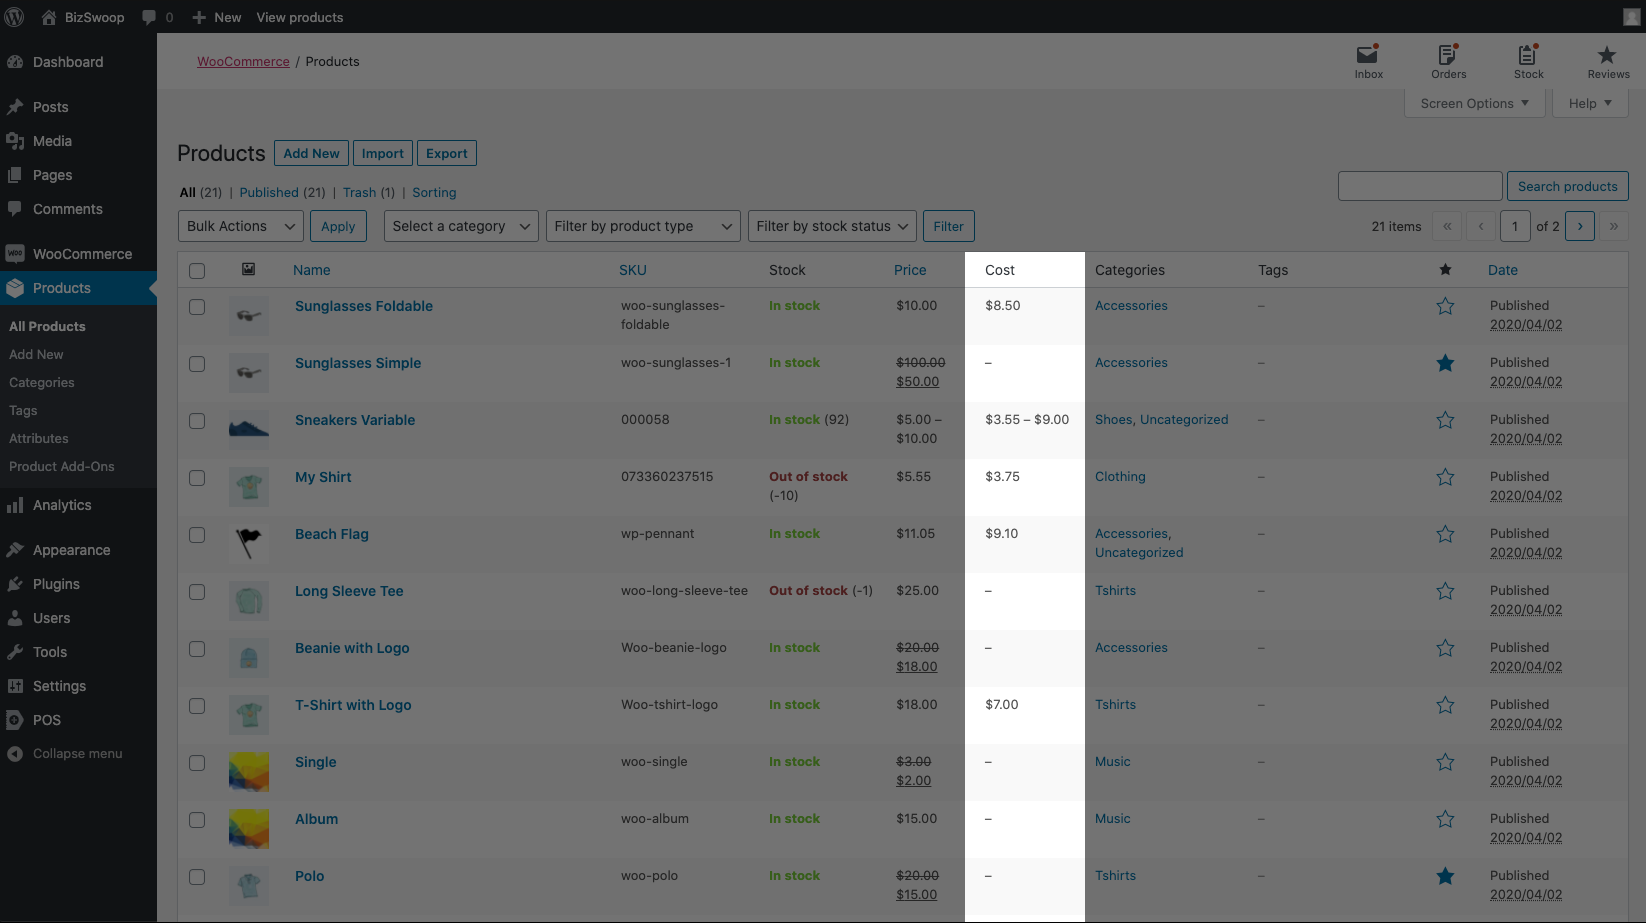 BizSwoop 0 New View products
Dashboard
Posts
Media
Pages
Comments
WooCommerce
Products
All Products
Add New
Categories
Tags
Attributes
Product Add-Ons
Analytics
Appearance
Plugins
Users
Tools
Settings
POS
Collapse menu
WooCommerce / Products
Inbox Orders Stock Reviews
Screen Options ▼ Help ▼
Products Add New Import Export
All (21) | Published (21) | Trash (1) | Sorting
Search products
Bulk Actions Apply Select a category Filter by product type Filter by stock status Filter
21 items « ‹ 1 of 2 › »
Name SKU Stock Price Cost Categories Tags Date
Sunglasses Foldable woo-sunglasses- In stock $10.00 $8.50 Accessories – Published
foldable 2020/04/02
Sunglasses Simple woo-sunglasses-1 In stock $100.00 – Accessories – Published
$50.00 2020/04/02
Sneakers Variable 000058 In stock (92) $5.00 – $3.55 – $9.00 Shoes, Uncategorized – Published
$10.00 2020/04/02
My Shirt 073360237515 Out of stock $5.55 $3.75 Clothing – Published
(-10) 2020/04/02
Beach Flag wp-pennant In stock $11.05 $9.10 Accessories, – Published
Uncategorized 2020/04/02
Long Sleeve Tee woo-long-sleeve-tee Out of stock (-1) $25.00 – Tshirts – Published
2020/04/02
Beanie with Logo Woo-beanie-logo In stock $20.00 – Accessories – Published
$18.00 2020/04/02
T-Shirt with Logo Woo-tshirt-logo In stock $18.00 $7.00 Tshirts – Published
2020/04/02
Single woo-single In stock $3.00 – Music – Published
$2.00 2020/04/02
Album woo-album In stock $15.00 – Music – Published
2020/04/02
Polo woo-polo In stock $20.00 – Tshirts – Published
$15.00 2020/04/02